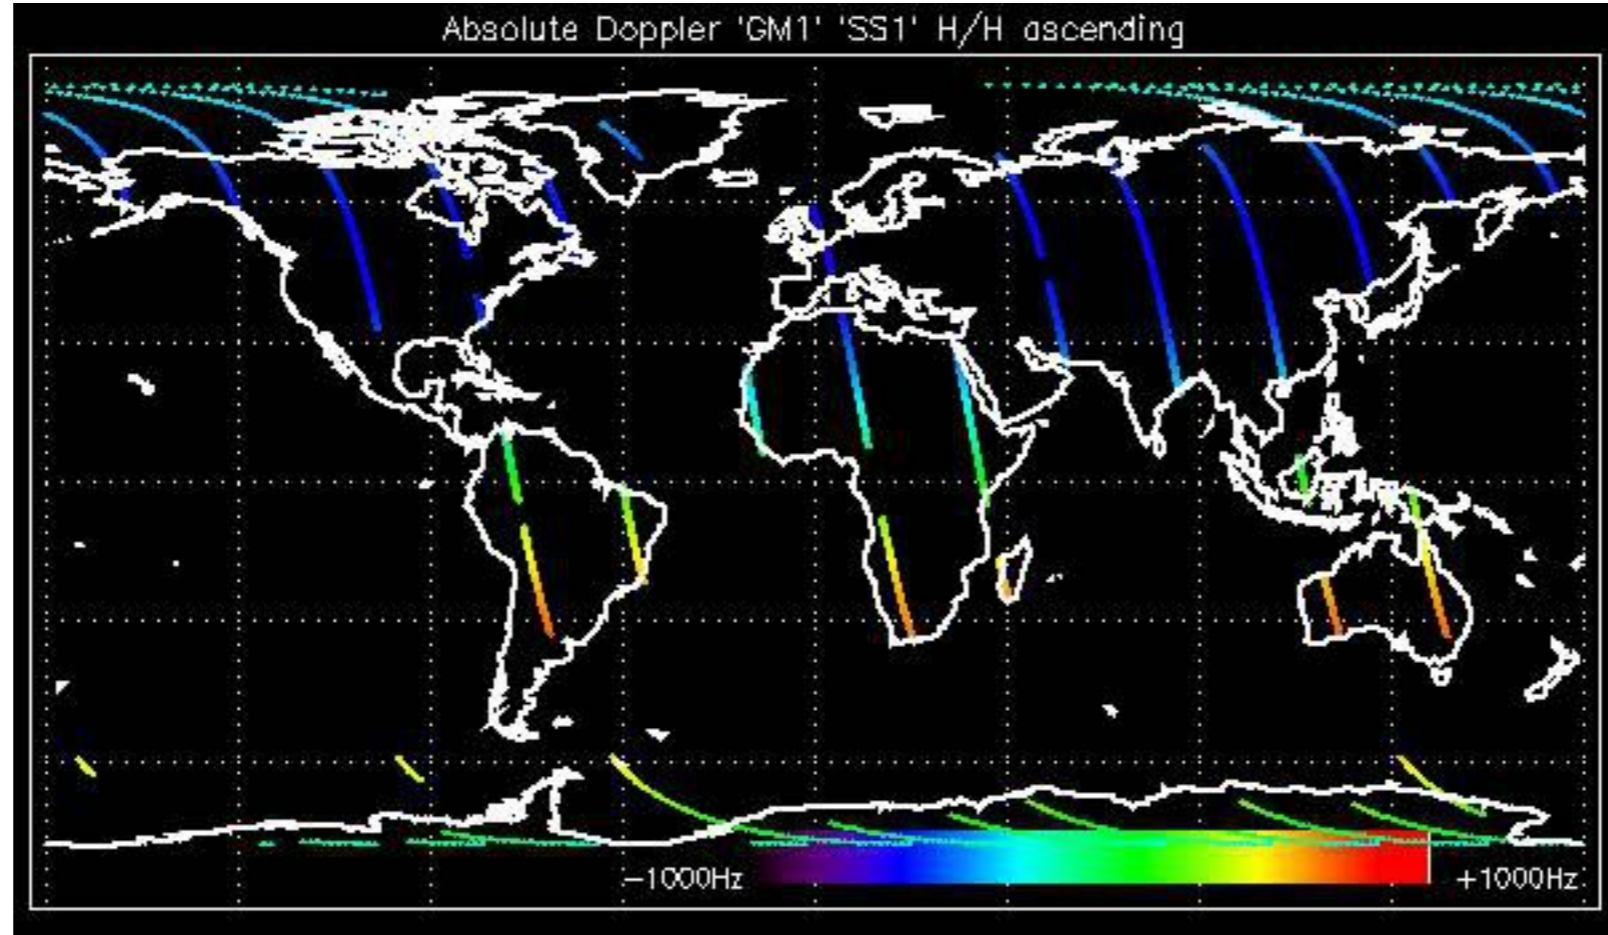 Absolute Doppler 'GM1' 'SS1' H/H ascending
-1000Hz +1000Hz